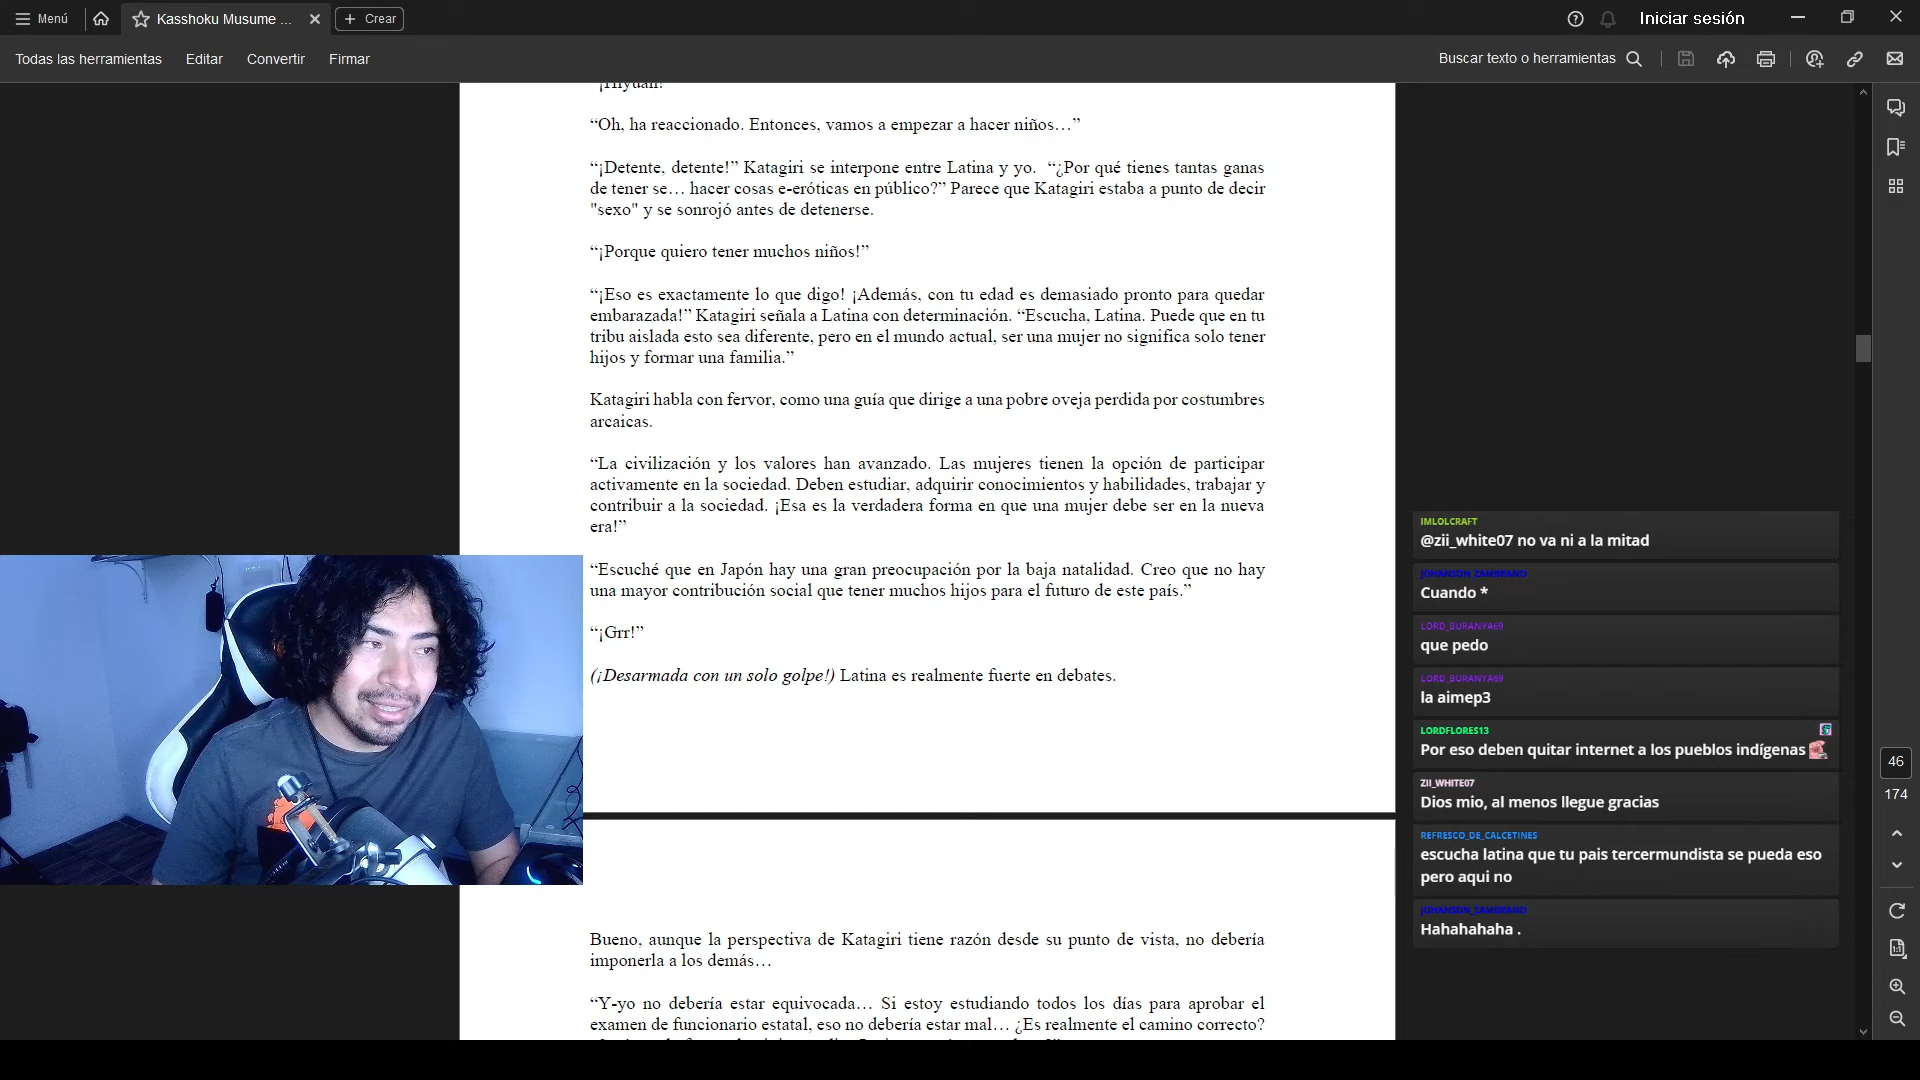 Menú
Kasshoku Musume ...
Crear
Iniciar sesión
Todas las herramientas
Editar
Convertir
Firmar
Buscar texto o herramientas
“Oh, ha reaccionado. Entonces, vamos a empezar a hacer niños…”
“¡Detente, detente!” Katagiri se interpone entre Latina y yo. “¿Por qué tienes tantas ganas
de tener se… hacer cosas e-eróticas en público?” Parece que Katagiri estaba a punto de decir
"sexo" y se sonrojó antes de detenerse.
“¡Porque quiero tener muchos niños!”
“¡Eso es exactamente lo que digo! ¡Además, con tu edad es demasiado pronto para quedar
embarazada!” Katagiri señala a Latina con determinación. “Escucha, Latina. Puede que en tu
tribu aislada esto sea diferente, pero en el mundo actual, ser una mujer no significa solo tener
hijos y formar una familia.”
Katagiri habla con fervor, como una guía que dirige a una pobre oveja perdida por costumbres
arcaicas.
“La civilización y los valores han avanzado. Las mujeres tienen la opción de participar
activamente en la sociedad. Deben estudiar, adquirir conocimientos y habilidades, trabajar y
contribuir a la sociedad. ¡Esa es la verdadera forma en que una mujer debe ser en la nueva
era!”
“Escuché que en Japón hay una gran preocupación por la baja natalidad. Creo que no hay
una mayor contribución social que tener muchos hijos para el futuro de este país.”
“¡Grr!”
(¡Desarmada con un solo golpe!) Latina es realmente fuerte en debates.
Bueno, aunque la perspectiva de Katagiri tiene razón desde su punto de vista, no debería
imponerla a los demás…
“Y-yo no debería estar equivocada… Si estoy estudiando todos los días para aprobar el
examen de funcionario estatal, eso no debería estar mal… ¿Es realmente el camino correcto?
IMLOLCRAFT
@zii_white07 no va ni a la mitad
JOHANSON_ZAMBRANO
Cuando *
LORD_BURANYA69
que pedo
LORD_BURANYA69
la aimep3
LORDFLORES13
Por eso deben quitar internet a los pueblos indígenas
ZII_WHITE07
Dios mio, al menos llegue gracias
REFRESCO_DE_CALCETINES
escucha latina que tu pais tercermundista se pueda eso
pero aqui no
JOHANSON_ZAMBRANO
Hahahahaha .
46
174